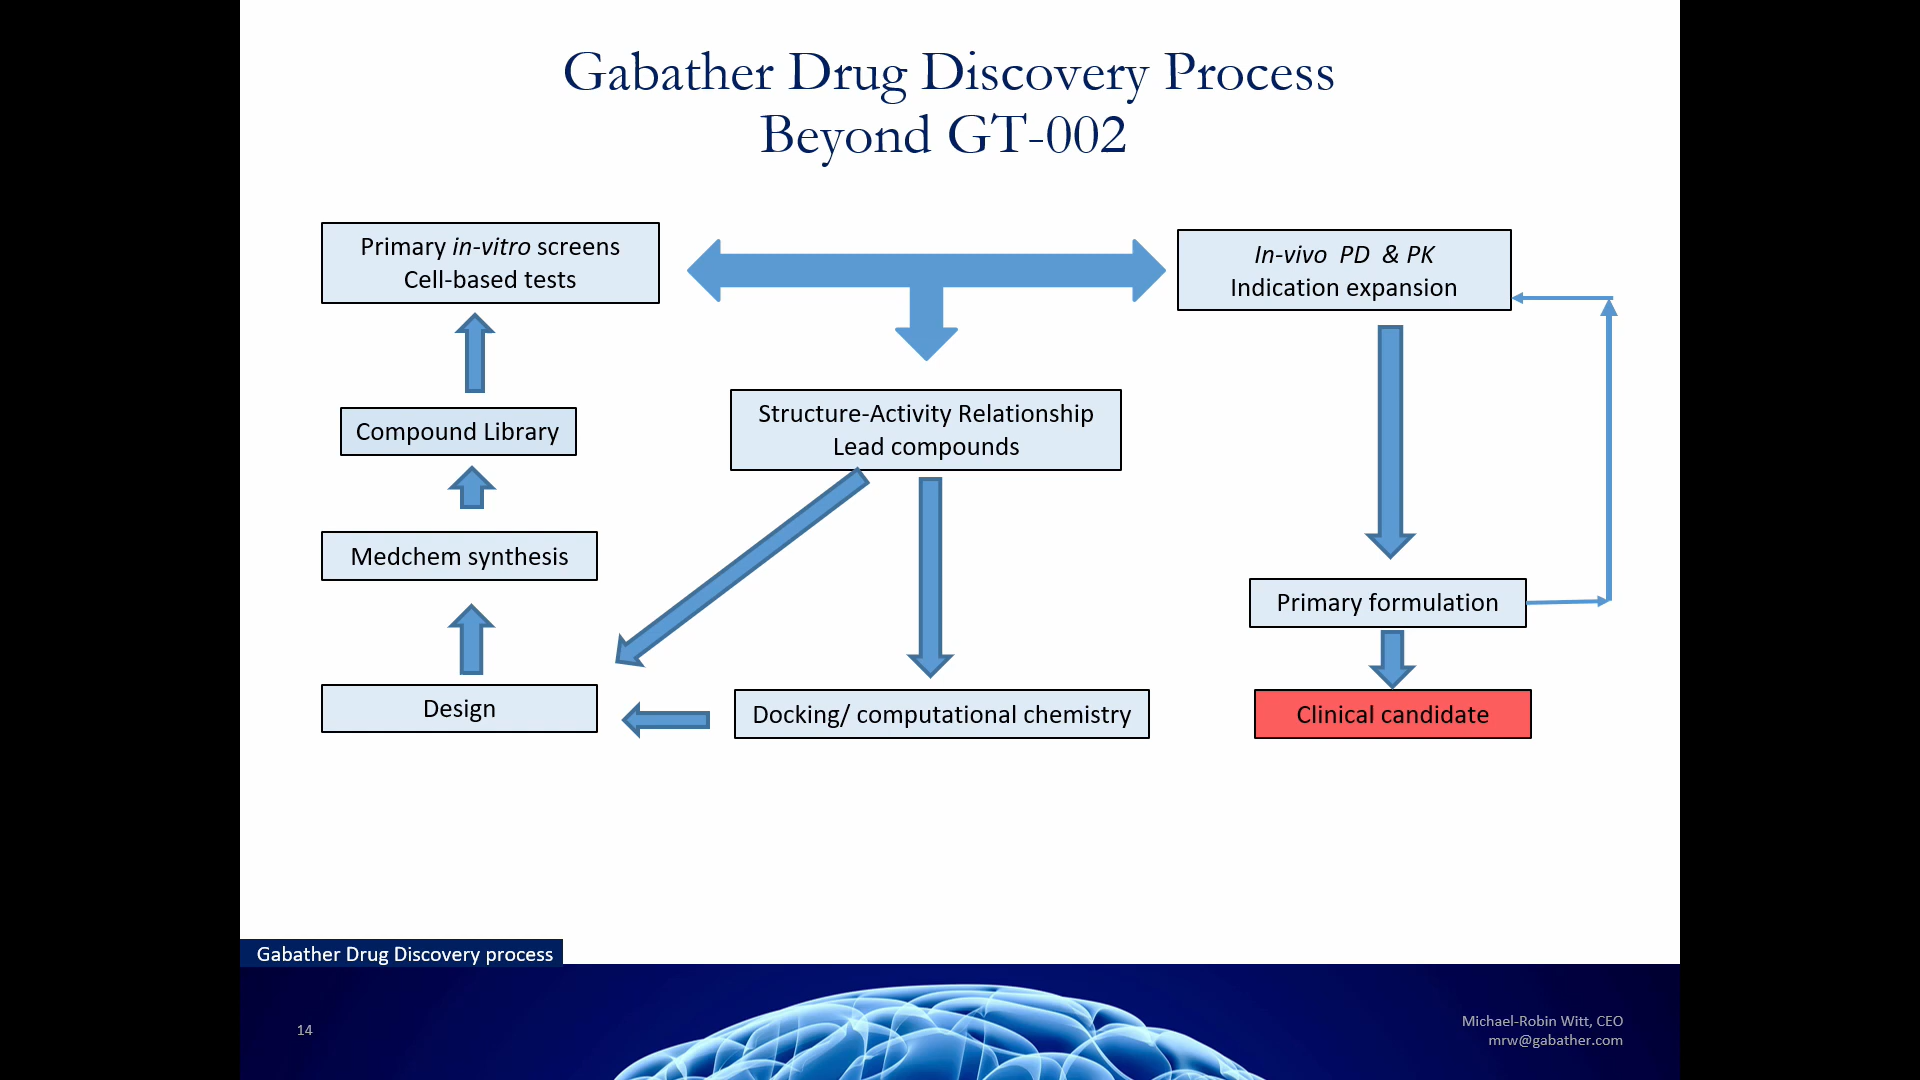 Gabather Drug Discovery Process
Beyond GT-002
Primary in-vitro screens
Cell-based tests
In-vivo PD & PK
Indication expansion
Structure-Activity Relationship
Lead compounds
Compound Library
Medchem synthesis
Primary formulation
Design
Docking/ computational chemistry
Clinical candidate
Gabather Drug Discovery process
14
Michael-Robin Witt, CEO
mrw@gabather.com